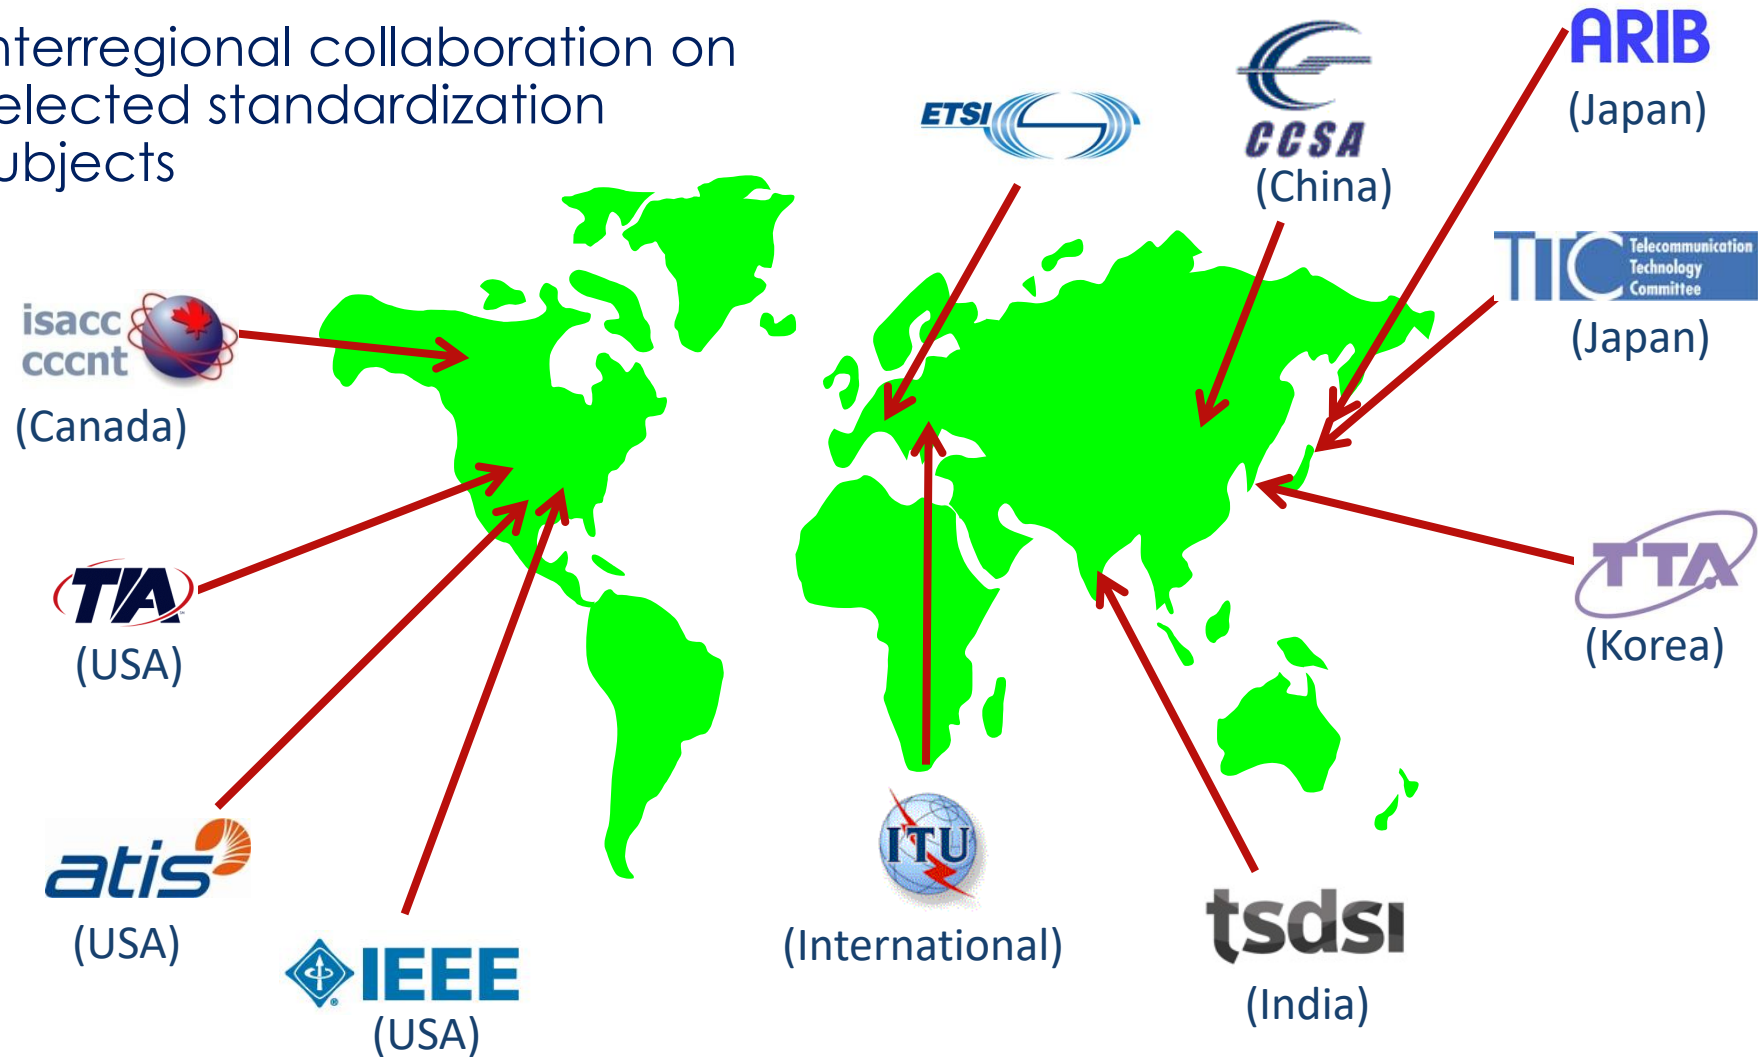 nterregional collaboration on
elected standardization
ubjects
ETSI
CCSA
(China)
ARIB
(Japan)
TTC Telecommunication
Technology
Committee
(Japan)
isacc
cccnt
(Canada)
TIA
(USA)
TTA
(Korea)
atis
(USA)
IEEE
(USA)
ITU
(International)
tsdsi
(India)